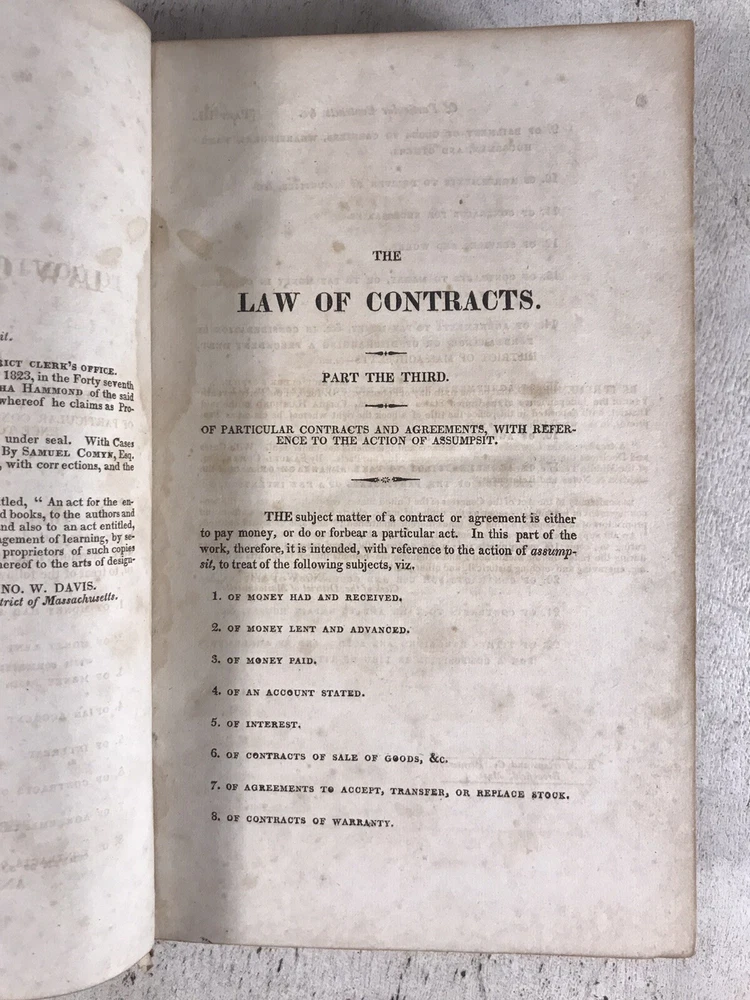 it.
RICT CLERK'S OFFICE.
1823, in the Forty seventh
HA HAMMOND of the said
whereof he claims as Pro-
under seal. With Cases
By SAMUEL COMYN, Esq.
, with corr ections, and the
tled, " An act for the en-
d books, to the authors and
nd also to an act entitled,
agement of learning, by se-
proprietors of such copies
hereof to the arts of design-
NO. W. DAVIS.
trict of Massachusetts.
THE
LAW OF CONTRACTS.
PART THE THIRD.
OF PARTICULAR CONTRACTS AND AGREEMENTS, WITH REFER-
ENCE TO THE ACTION OF ASSUMPSIT.
THE subject matter of a contract or agreement is either
to pay money, or do or forbear a particular act. In this part of the
work, therefore, it is intended, with reference to the action of assump-
sit, to treat of the following subjects, viz.
1. OF MONEY HAD AND RECEIVED.
2. OF MONEY LENT AND ADVANCED.
3. OF MONEY PAID.
4. OF AN ACCOUNT STATED.
5. OF INTEREST.
6. OF CONTRACTS OF SALE OF GOODS, &c.
7. OF AGREEMENTS TO ACCEPT, TRANSFER, OR REPLACE STOCK.
8. OF CONTRACTS OF WARRANTY.